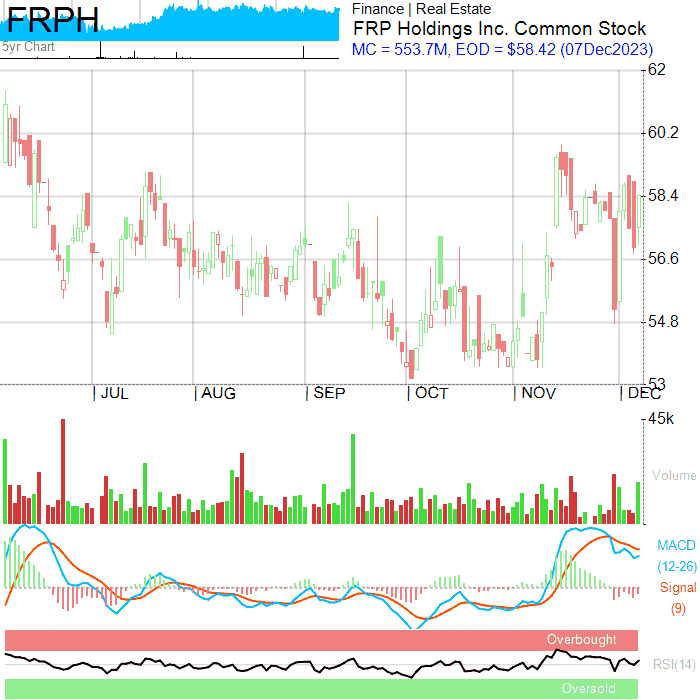 FRPH
5yr Chart
Finance | Real Estate
FRP Holdings Inc. Common Stock
MC = 553.7M, EOD = $58.42 (07Dec2023)
62
60.2
58.4
56.6
54.8
53
| JUL | AUG | SEP | OCT | NOV | DEC
45k
Volume
MACD
(12-26)
Signal
(9)
Overbought
RSI(14)
Oversold